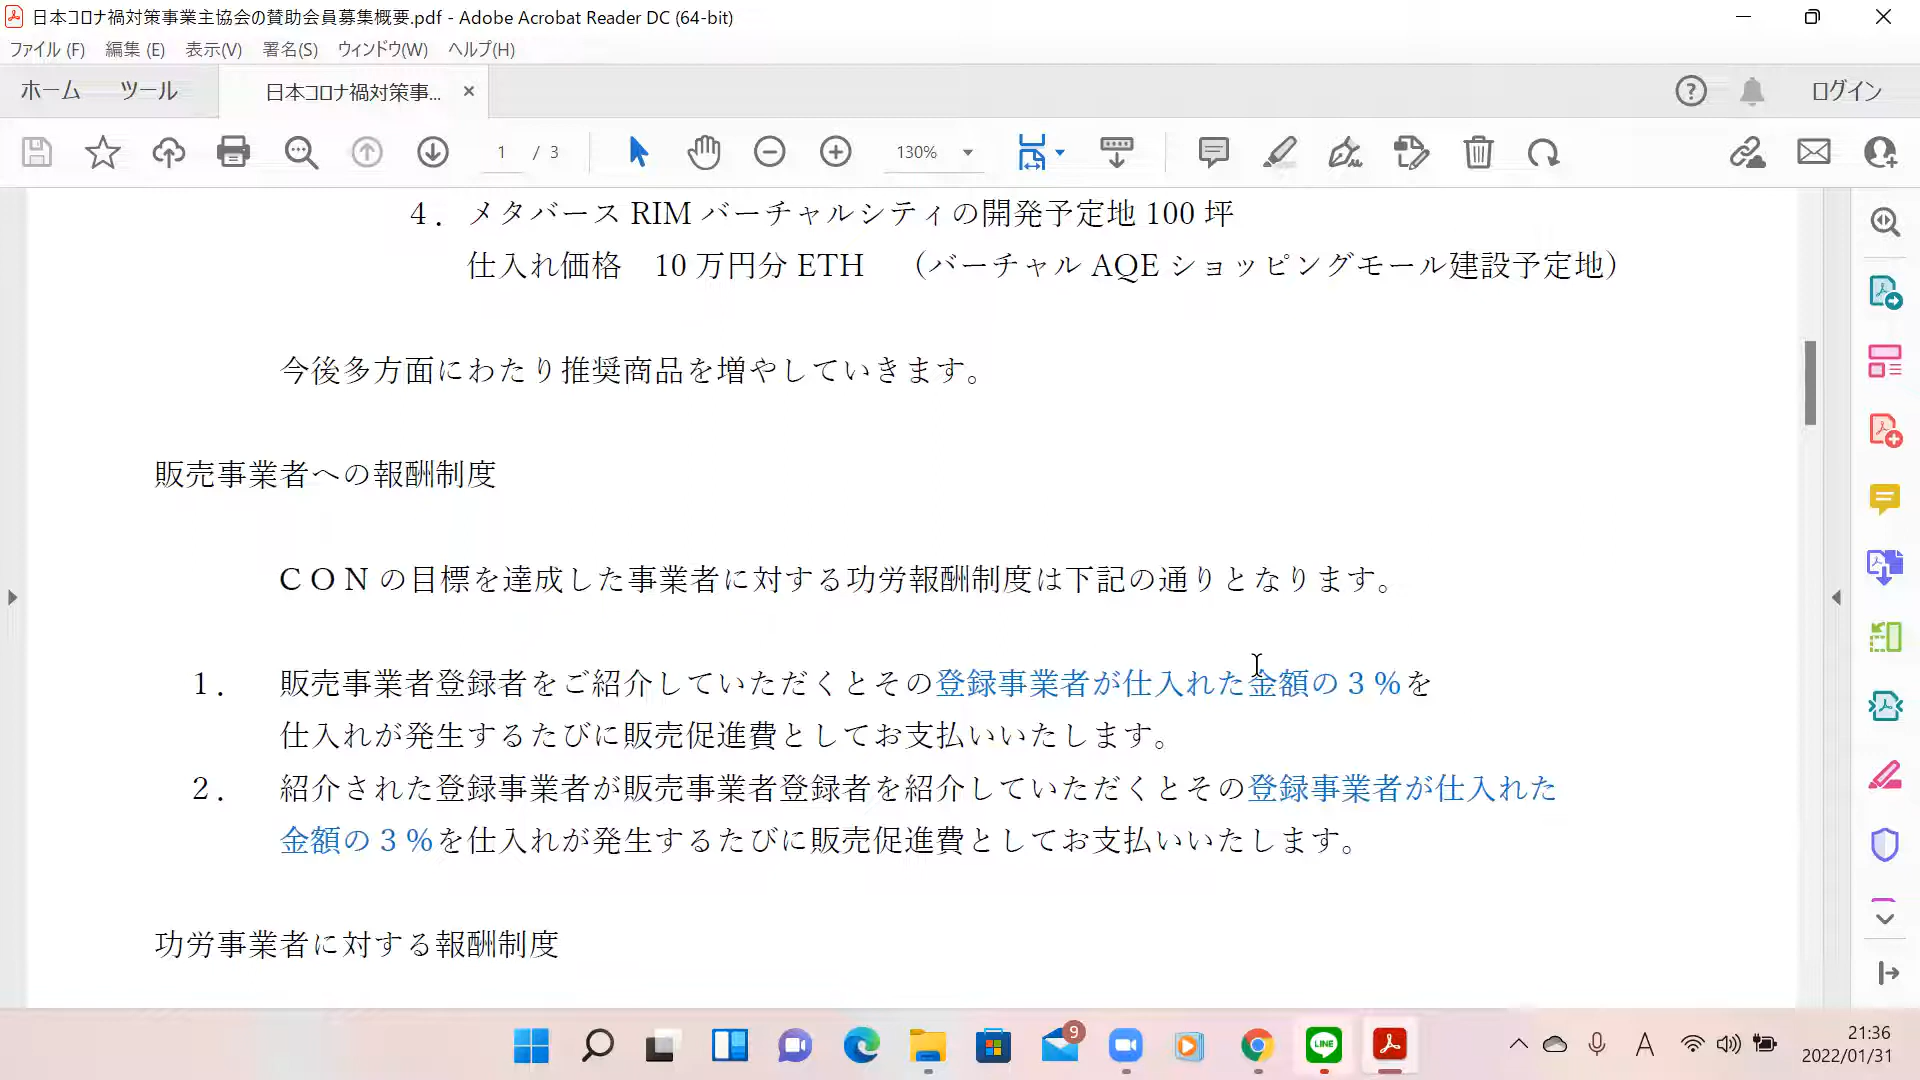 日本コロナ禍対策事業主協会の賛助会員募集概要.pdf - Adobe Acrobat Reader DC (64-bit)
ファイル (F) 編集 (E) 表示(V) 署名(S) ウィンドウ(W) ヘルプ(H)
ホーム ツール 日本コロナ禍対策事... × ログイン
1 / 3 130%
４．メタバース RIM バーチャルシティの開発予定地 100 坪
仕入れ価格　10 万円分 ETH　（バーチャル AQE ショッピングモール建設予定地）
今後多方面にわたり推奨商品を増やしていきます。
販売事業者への報酬制度
ＣＯＮの目標を達成した事業者に対する功労報酬制度は下記の通りとなります。
１． 販売事業者登録者をご紹介していただくとその登録事業者が仕入れた金額の３％を
仕入れが発生するたびに販売促進費としてお支払いいたします。
２． 紹介された登録事業者が販売事業者登録者を紹介していただくとその登録事業者が仕入れた
金額の３％を仕入れが発生するたびに販売促進費としてお支払いいたします。
功労事業者に対する報酬制度
9
LINE
A
21:36
2022/01/31